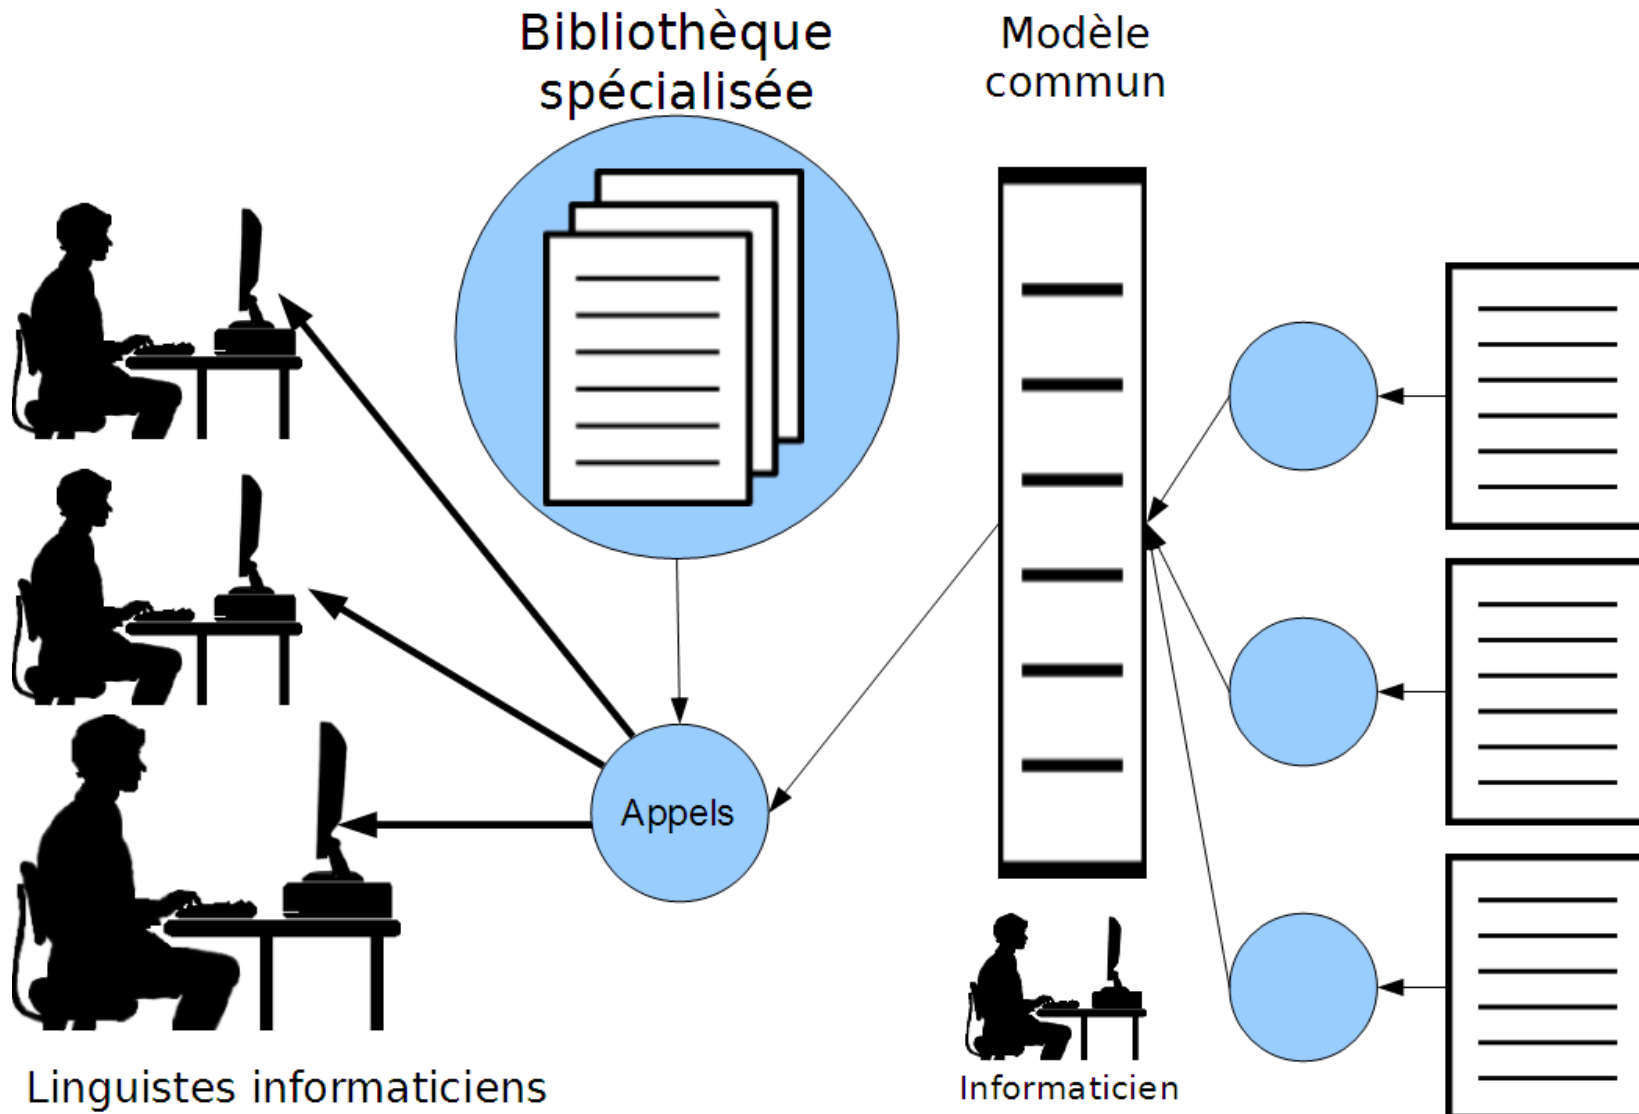 Bibliothèque
spécialisée
Modèle
commun
Appels
Linguistes informaticiens
Informaticien